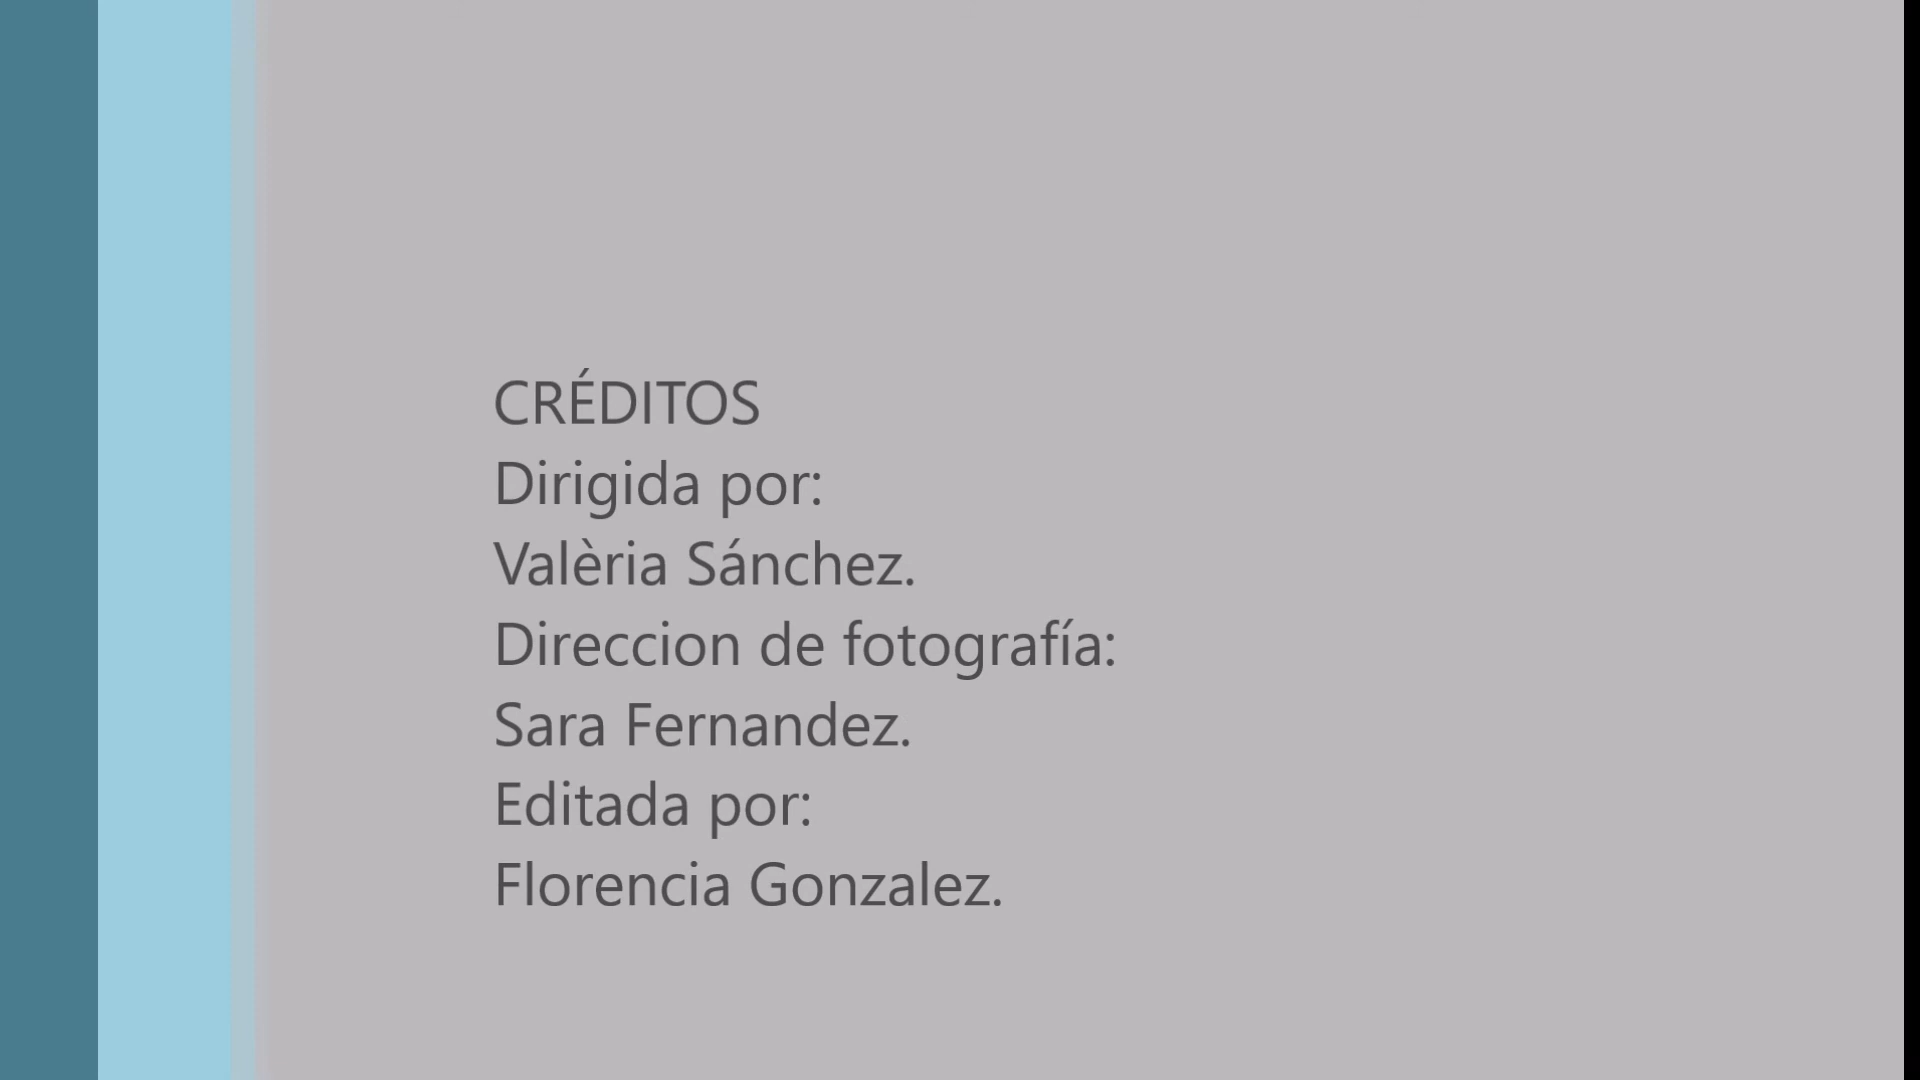 CRÉDITOS
Dirigida por:
Valèria Sánchez.
Direccion de fotografía:
Sara Fernandez.
Editada por:
Florencia Gonzalez.